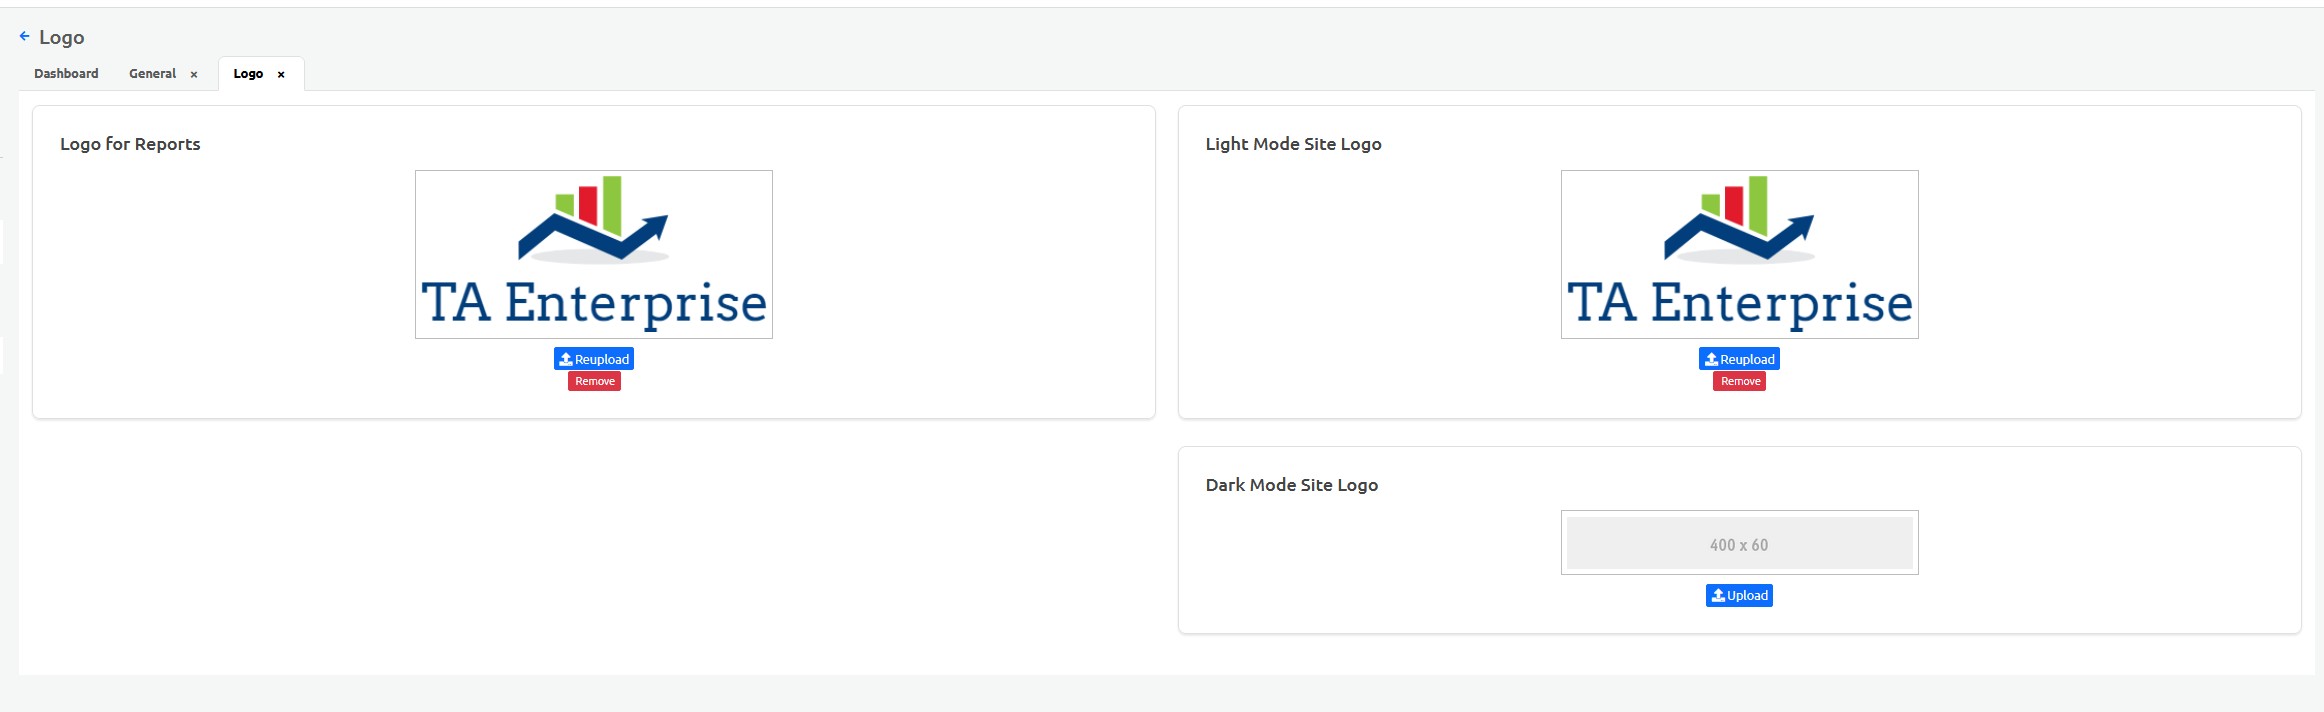 Logo
Dashboard
General ×
Logo ×
Logo for Reports
TA Enterprise
Reupload
Remove
Light Mode Site Logo
TA Enterprise
Reupload
Remove
Dark Mode Site Logo
400 x 60
Upload